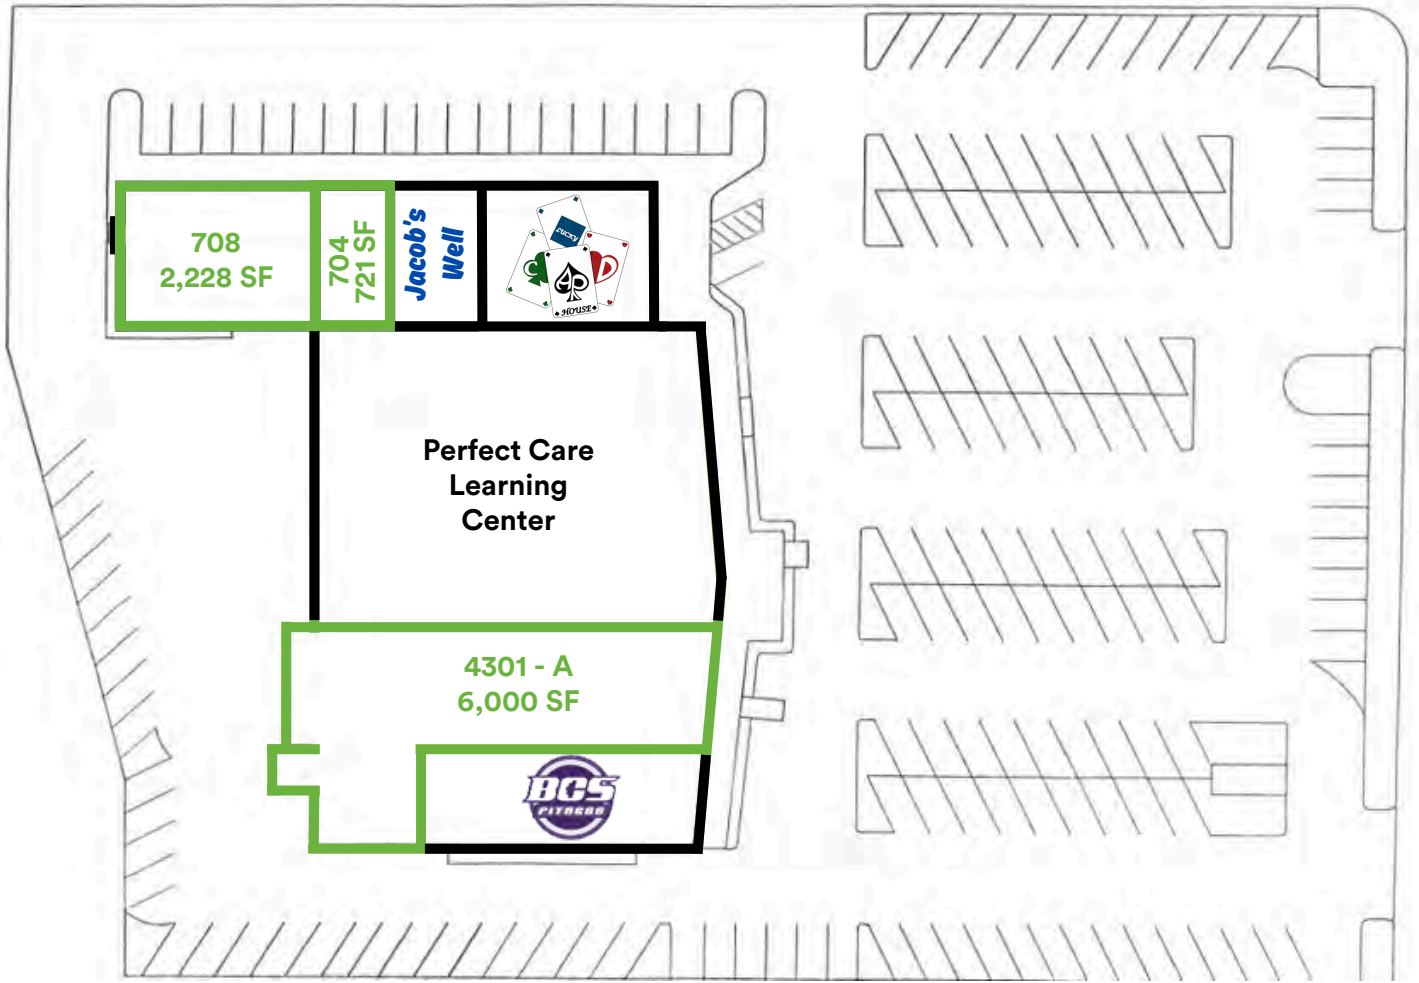 708
2,228 SF
704
721 SF
Jacob's
Well
LUCKY
C
AP
D
HOUSE
Perfect Care
Learning
Center
4301 - A
6,000 SF
BCS
FITNESS